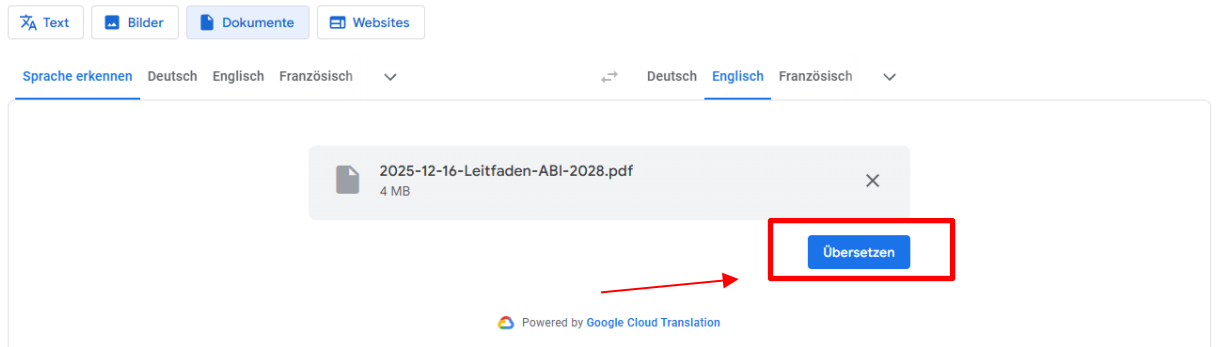 Text Bilder Dokumente Websites
Sprache erkennen Deutsch Englisch Französisch Deutsch Englisch Französisch
2025-12-16-Leitfaden-ABI-2028.pdf
4 MB
Übersetzen
Powered by Google Cloud Translation